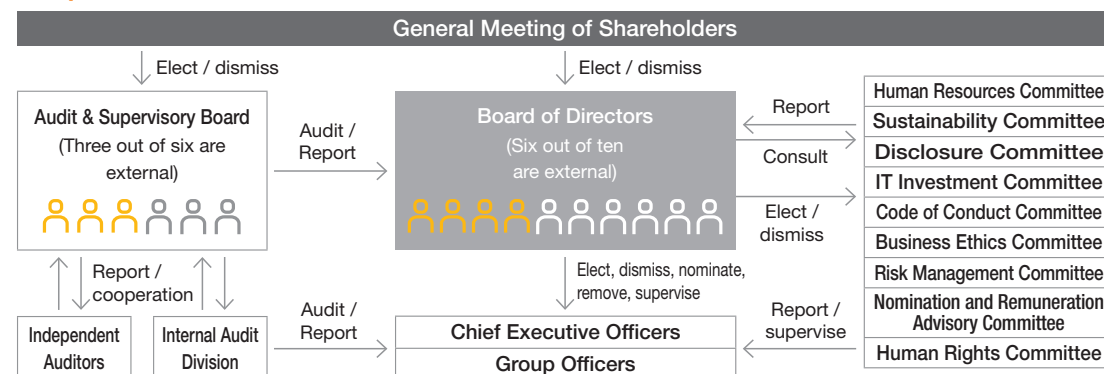 General Meeting of Shareholders
Elect / dismiss
Elect / dismiss
Audit & Supervisory Board
(Three out of six are
external)
Audit /
Report
Board of Directors
(Six out of ten
are external)
Report
Consult
Elect /
dismiss
Human Resources Committee
Sustainability Committee
Disclosure Committee
IT Investment Committee
Code of Conduct Committee
Business Ethics Committee
Risk Management Committee
Nomination and Remuneration
Advisory Committee
Human Rights Committee
Report /
cooperation
Elect, dismiss, nominate,
remove, supervise
Independent
Auditors
Internal Audit
Division
Audit /
Report
Chief Executive Officers
Group Officers
Report /
supervise